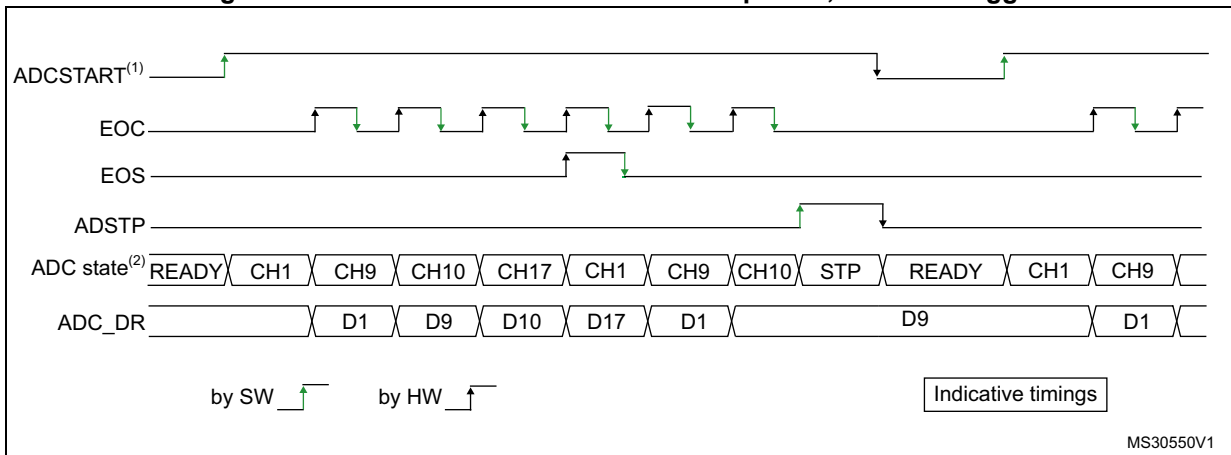 ADCSTART(1)
EOC
EOS
ADSTP
ADC state(2) READY CH1 CH9 CH10 CH17 CH1 CH9 CH10 STP READY CH1 CH9
ADC_DR D1 D9 D10 D17 D1 D9 D1
by SW by HW Indicative timings
MS30550V1